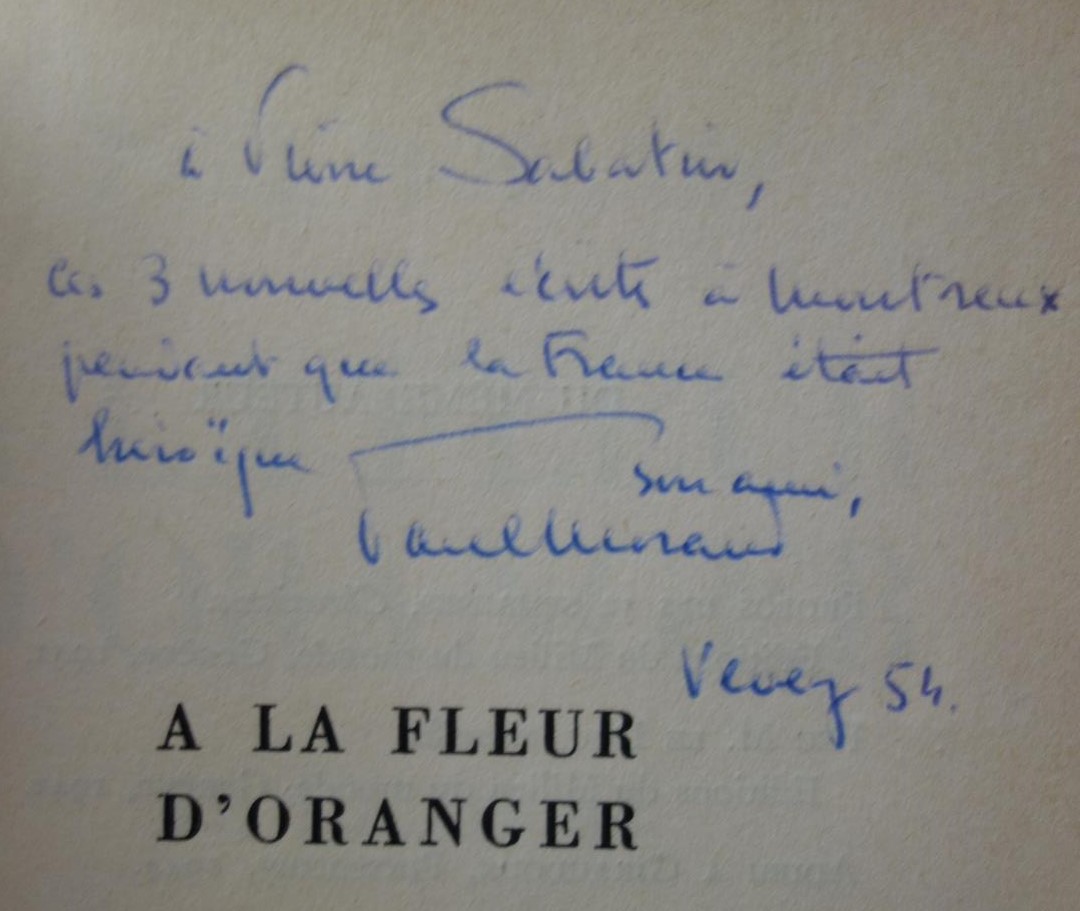 à Pierre Sabatier,
ces 3 nouvelles écrites à Montreux
pendant que la France était
héroïque
son ami,
Paul Morand
Vevey 54.
A LA FLEUR
D'ORANGER